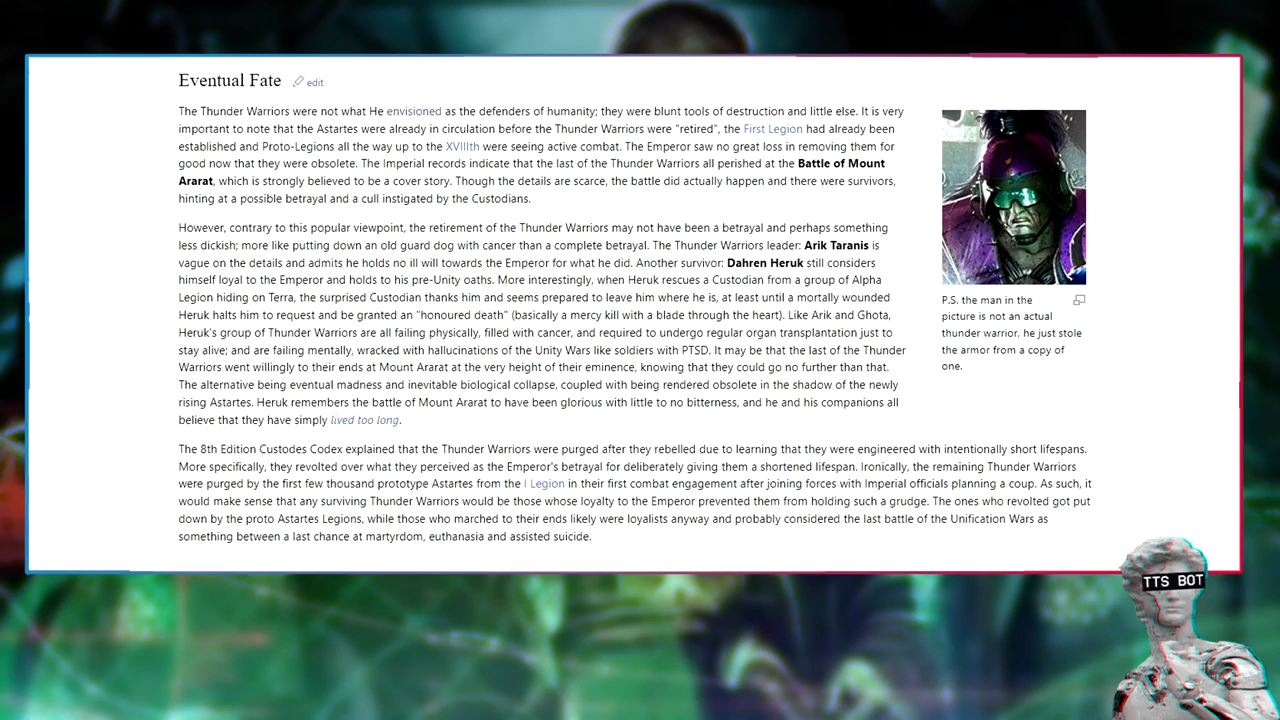 Eventual Fate edit
The Thunder Warriors were not what He envisioned as the defenders of humanity; they were blunt tools of destruction and little else. It is very
important to note that the Astartes were already in circulation before the Thunder Warriors were "retired", the First Legion had already been
established and Proto-Legions all the way up to the XVIIIth were seeing active combat. The Emperor saw no great loss in removing them for
good now that they were obsolete. The Imperial records indicate that the last of the Thunder Warriors all perished at the Battle of Mount
Ararat, which is strongly believed to be a cover story. Though the details are scarce, the battle did actually happen and there were survivors,
hinting at a possible betrayal and a cull instigated by the Custodians.
However, contrary to this popular viewpoint, the retirement of the Thunder Warriors may not have been a betrayal and perhaps something
less dickish; more like putting down an old guard dog with cancer than a complete betrayal. The Thunder Warriors leader: Arik Taranis is
vague on the details and admits he holds no ill will towards the Emperor for what he did. Another survivor: Dahren Heruk still considers
himself loyal to the Emperor and holds to his pre-Unity oaths. More interestingly, when Heruk rescues a Custodian from a group of Alpha
Legion hiding on Terra, the surprised Custodian thanks him and seems prepared to leave him where he is, at least until a mortally wounded
Heruk halts him to request and be granted an "honoured death" (basically a mercy kill with a blade through the heart). Like Arik and Ghota,
Heruk's group of Thunder Warriors are all failing physically, filled with cancer, and required to undergo regular organ transplantation just to
stay alive; and are failing mentally, wracked with hallucinations of the Unity Wars like soldiers with PTSD. It may be that the last of the Thunder
Warriors went willingly to their ends at Mount Ararat at the very height of their eminence, knowing that they could go no further than that.
The alternative being eventual madness and inevitable biological collapse, coupled with being rendered obsolete in the shadow of the newly
rising Astartes. Heruk remembers the battle of Mount Ararat to have been glorious with little to no bitterness, and he and his companions all
believe that they have simply lived too long.
P.S. the man in the
picture is not an actual
thunder warrior, he just stole
the armor from a copy of
one.
The 8th Edition Custodes Codex explained that the Thunder Warriors were purged after they rebelled due to learning that they were engineered with intentionally short lifespans.
More specifically, they revolted over what they perceived as the Emperor's betrayal for deliberately giving them a shortened lifespan. Ironically, the remaining Thunder Warriors
were purged by the first few thousand prototype Astartes from the I Legion in their first combat engagement after joining forces with Imperial officials planning a coup. As such, it
would make sense that any surviving Thunder Warriors would be those whose loyalty to the Emperor prevented them from holding such a grudge. The ones who revolted got put
down by the proto Astartes Legions, while those who marched to their ends likely were loyalists anyway and probably considered the last battle of the Unification Wars as
something between a last chance at martyrdom, euthanasia and assisted suicide.
TTS BOT